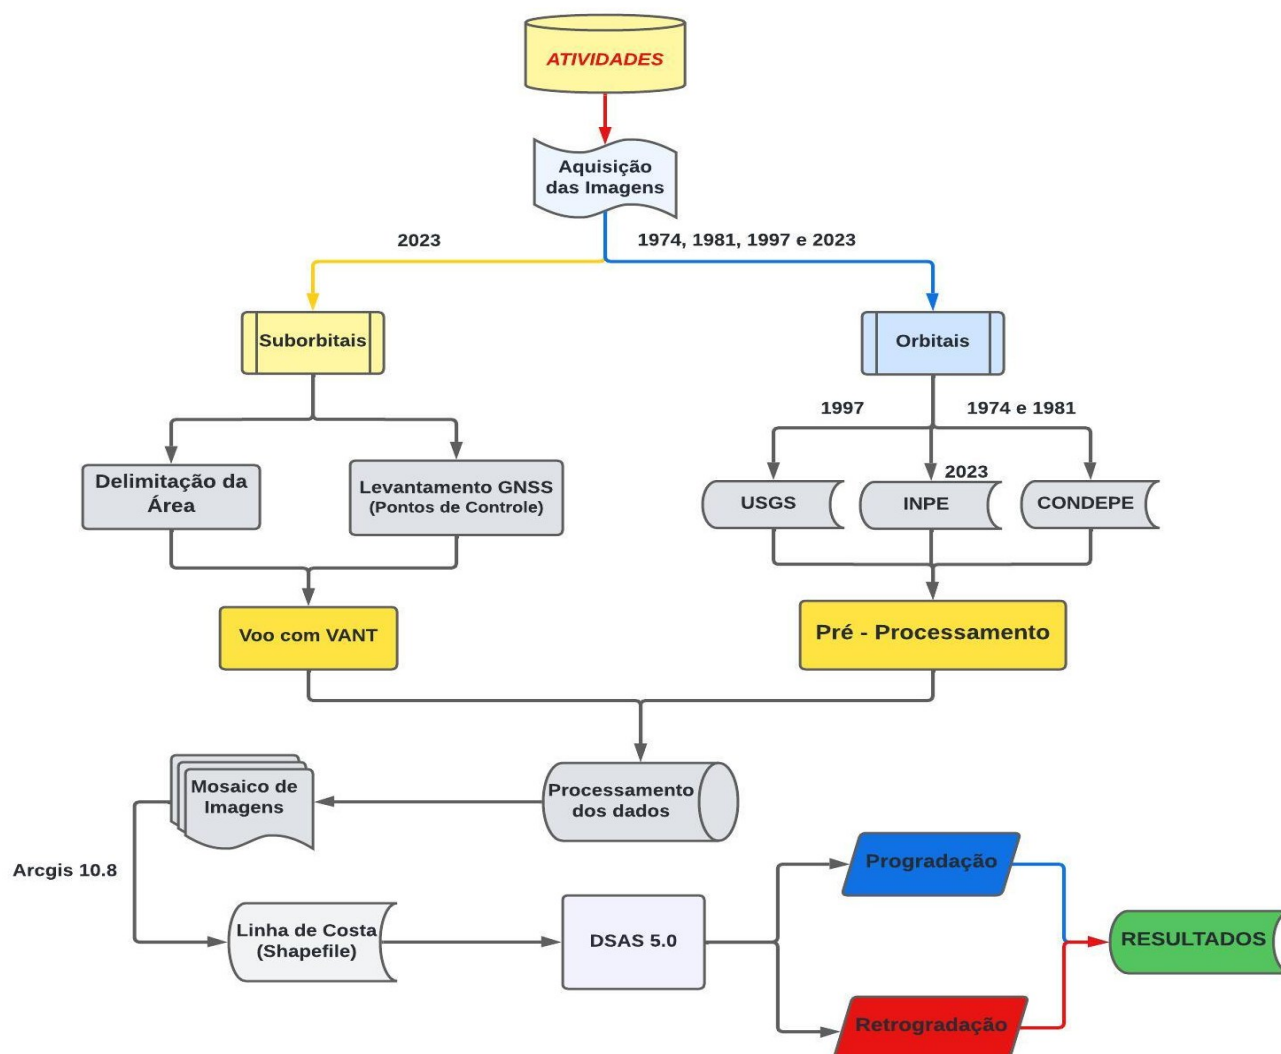 ATIVIDADES
Aquisição
das Imagens
2023
1974, 1981, 1997 e 2023
Suborbitais
Orbitais
1997
1974 e 1981
2023
Delimitação da
Área
Levantamento GNSS
(Pontos de Controle)
USGS
INPE
CONDEPE
Voo com VANT
Pré - Processamento
Mosaico de
Imagens
Processamento
dos dados
Arcgis 10.8
Progradação
Linha de Costa
(Shapefile)
DSAS 5.0
RESULTADOS
Retrogradação